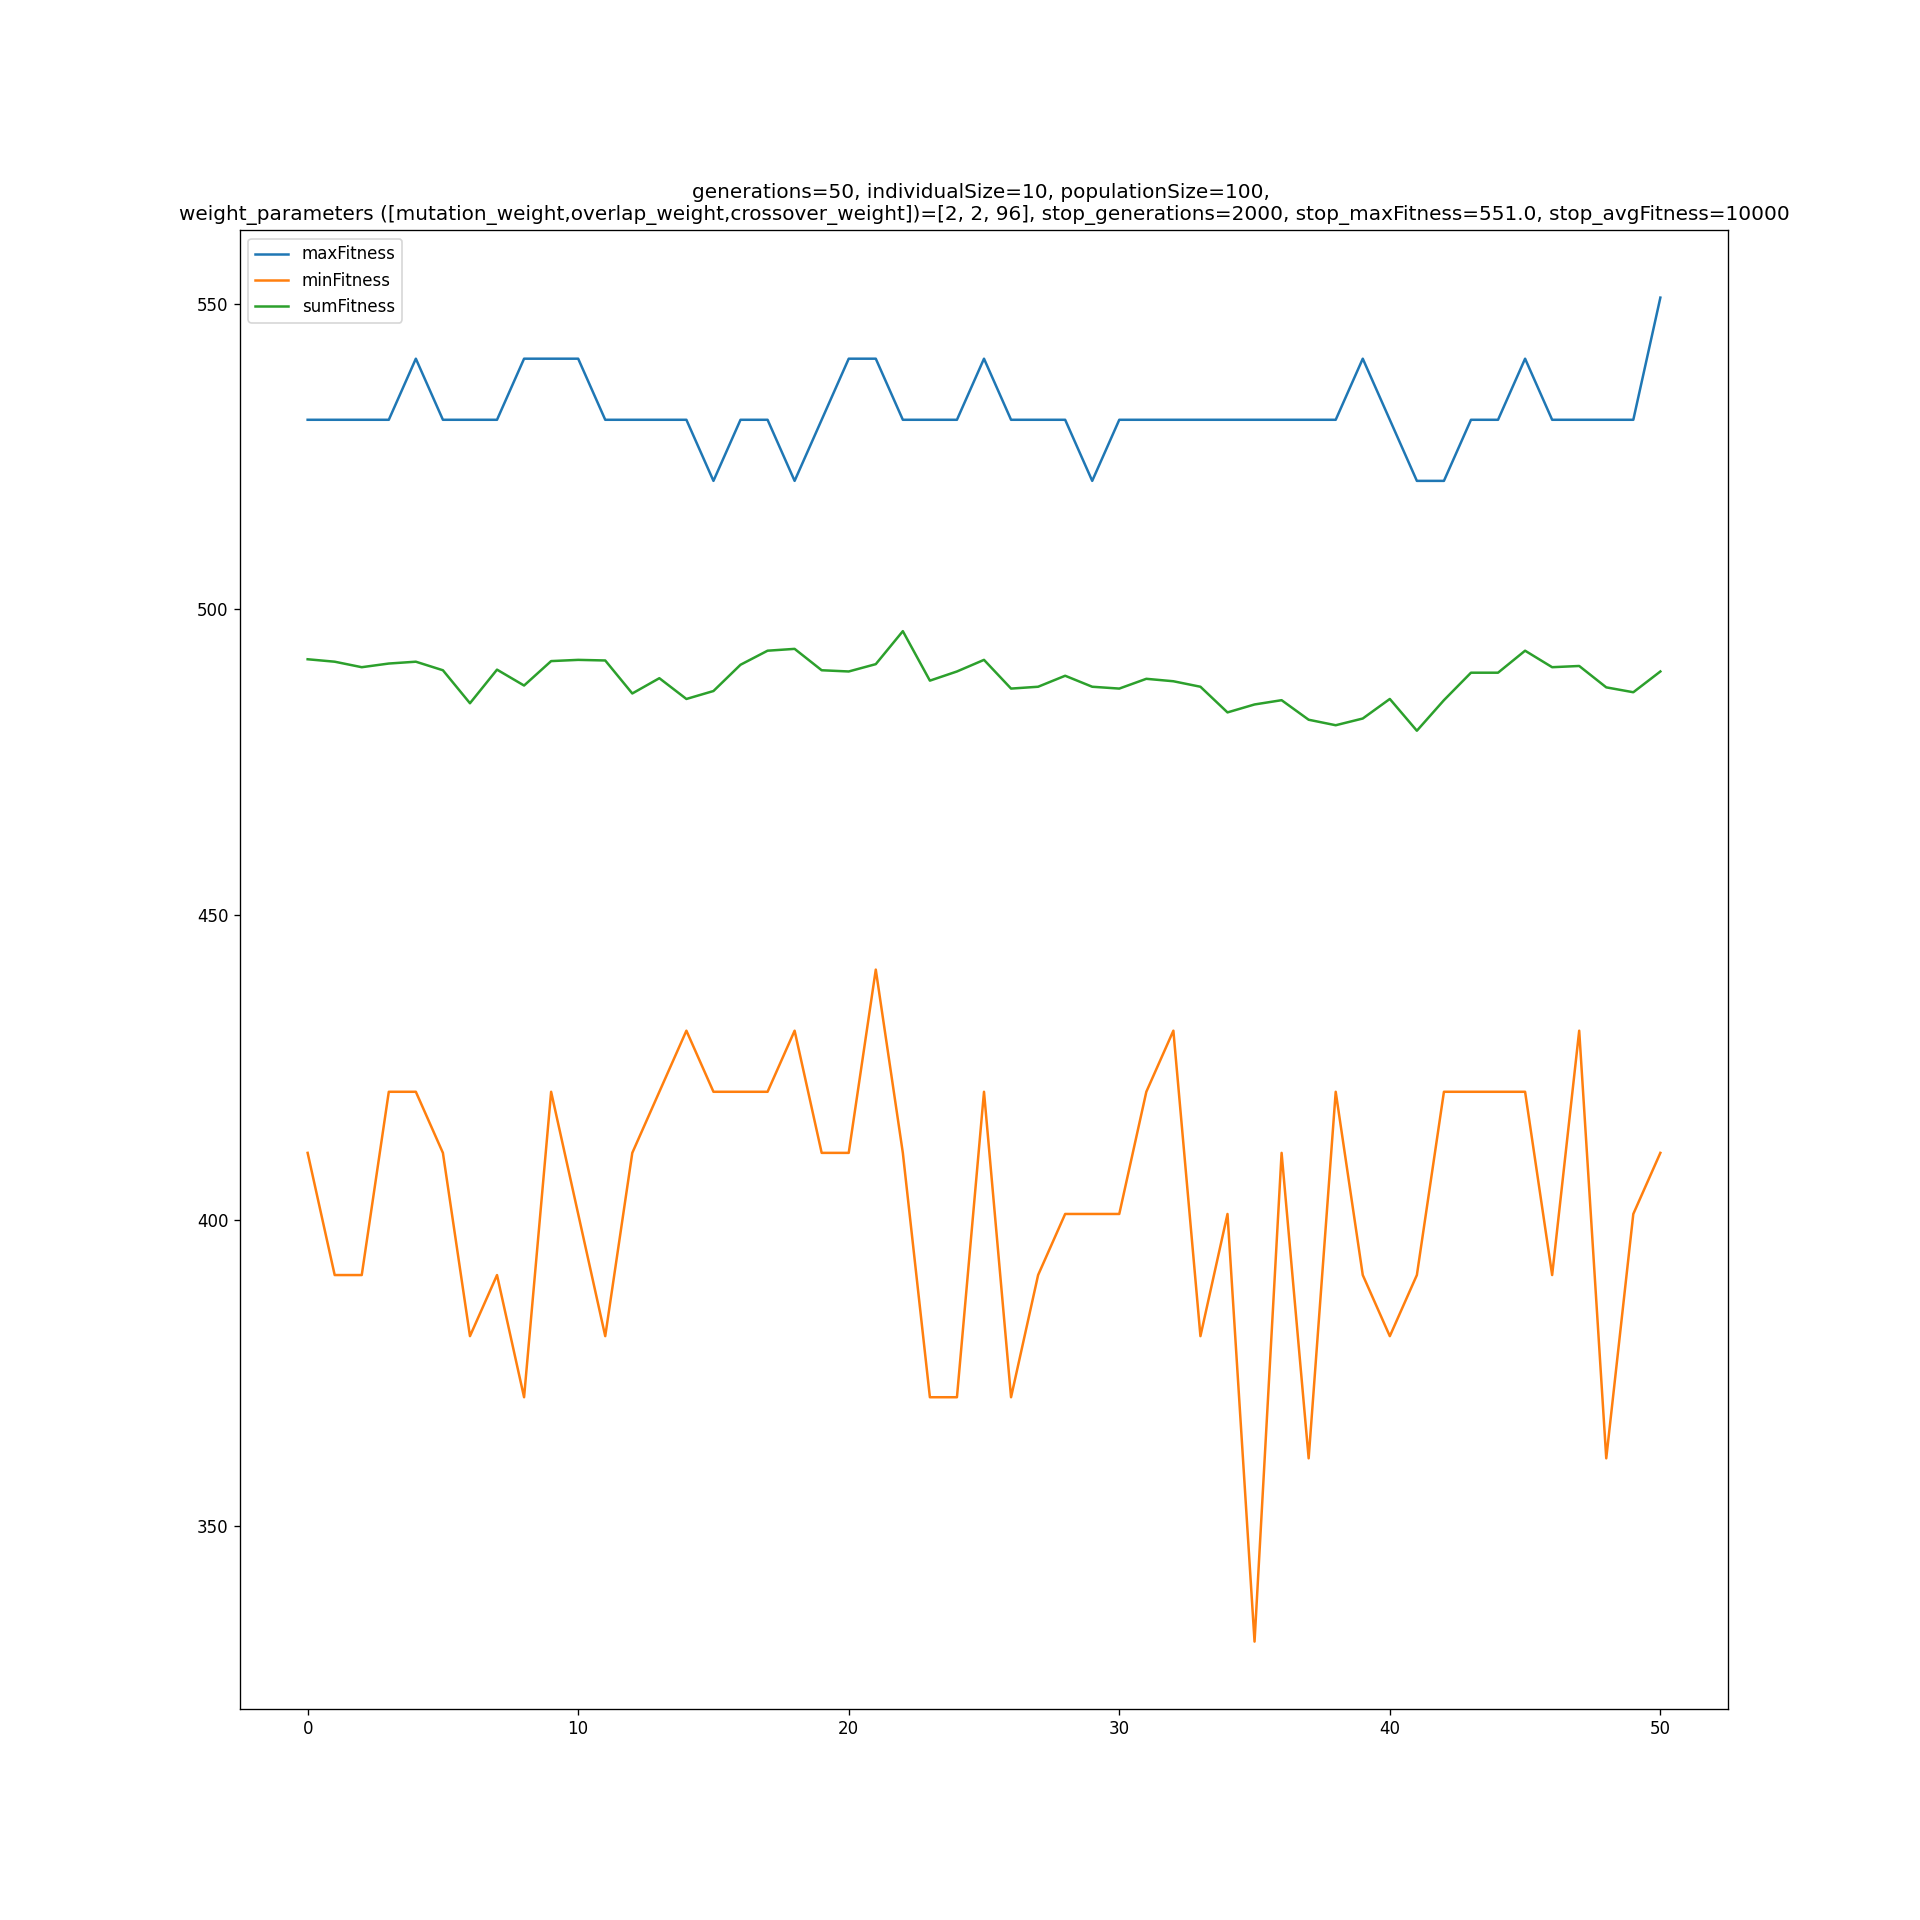 generations=50, individualSize=10, populationSize=100,
weight_parameters ([mutation_weight,overlap_weight,crossover_weight])=[2, 2, 96], stop_generations=2000, stop_maxFitness=551.0, stop_avgFitness=10000
maxFitness
minFitness
sumFitness
550
500
450
400
350
0 10 20 30 40 50